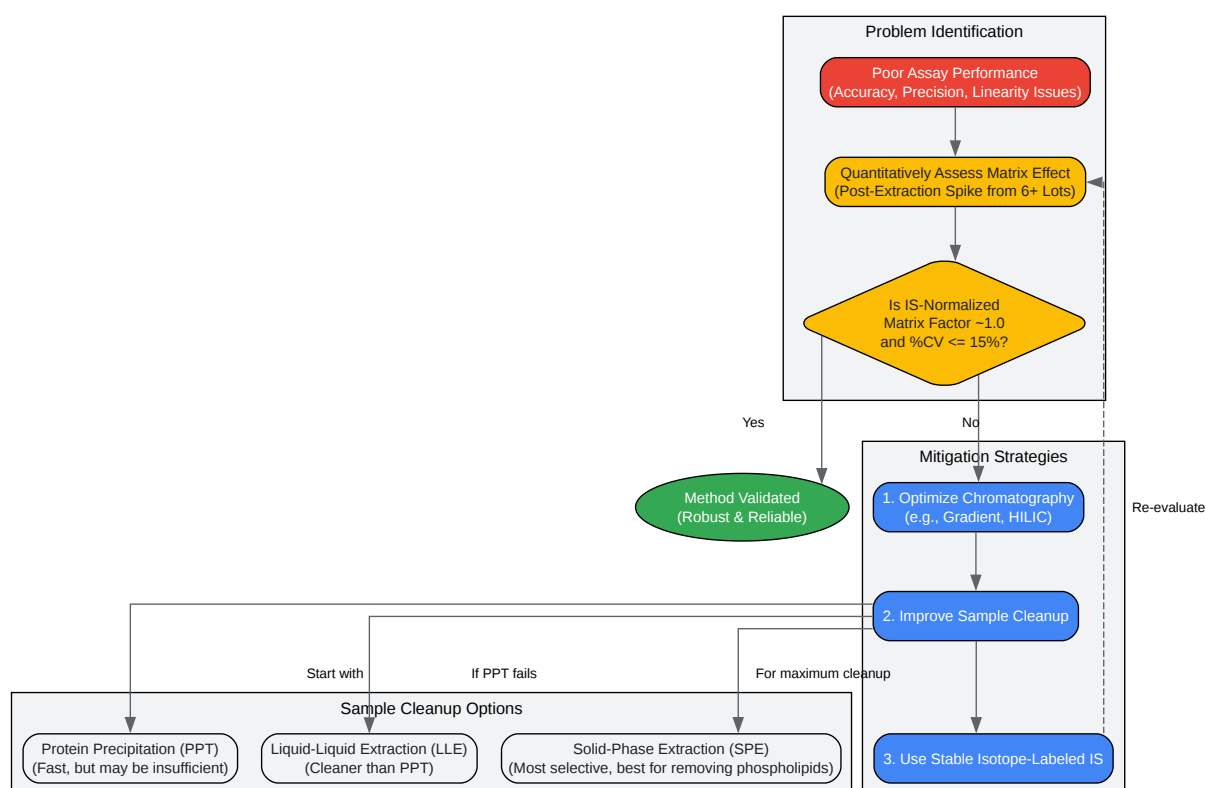 Problem Identification
Poor Assay Performance
(Accuracy, Precision, Linearity Issues)
Quantitatively Assess Matrix Effect
(Post-Extraction Spike from 6+ Lots)
Is IS-Normalized
Matrix Factor ~1.0
and %CV <= 15%?
Yes
No
Mitigation Strategies
Method Validated
(Robust & Reliable)
1. Optimize Chromatography
(e.g., Gradient, HILIC)
Re-evaluate
2. Improve Sample Cleanup
Start with
If PPT fails
For maximum cleanup
Sample Cleanup Options
Protein Precipitation (PPT)
(Fast, but may be insufficient)
Liquid-Liquid Extraction (LLE)
(Cleaner than PPT)
Solid-Phase Extraction (SPE)
(Most selective, best for removing phospholipids)
3. Use Stable Isotope-Labeled IS